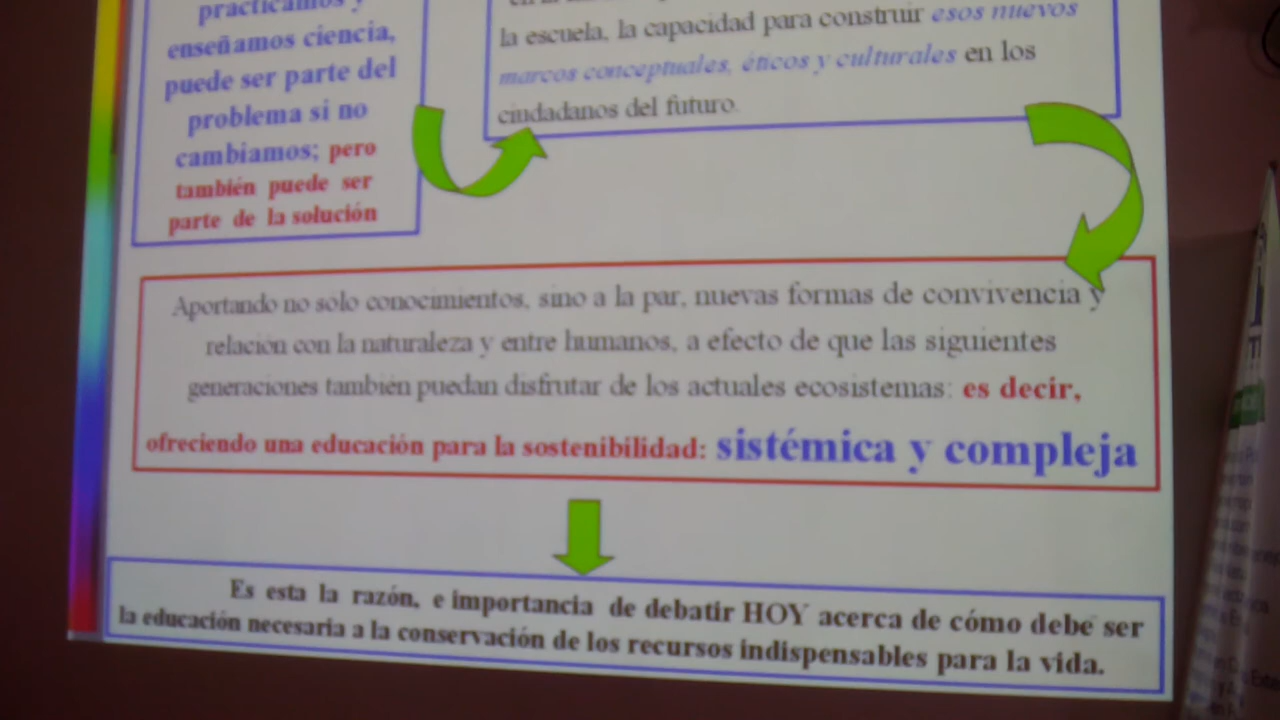 practicamos y
enseñamos ciencia,
puede ser parte del
problema si no
cambiamos; pero
también puede ser
parte de la solución
la escuela, la capacidad para construir esos nuevos
marcos conceptuales, éticos y culturales en los
ciudadanos del futuro.
Aportando no sólo conocimientos, sino a la par, nuevas formas de convivencia y
relación con la naturaleza y entre humanos, a efecto de que las siguientes
generaciones también puedan disfrutar de los actuales ecosistemas: es decir,
ofreciendo una educación para la sostenibilidad: sistémica y compleja
Es esta la razón, e importancia de debatir HOY acerca de cómo debe ser
la educación necesaria a la conservación de los recursos indispensables para la vida.